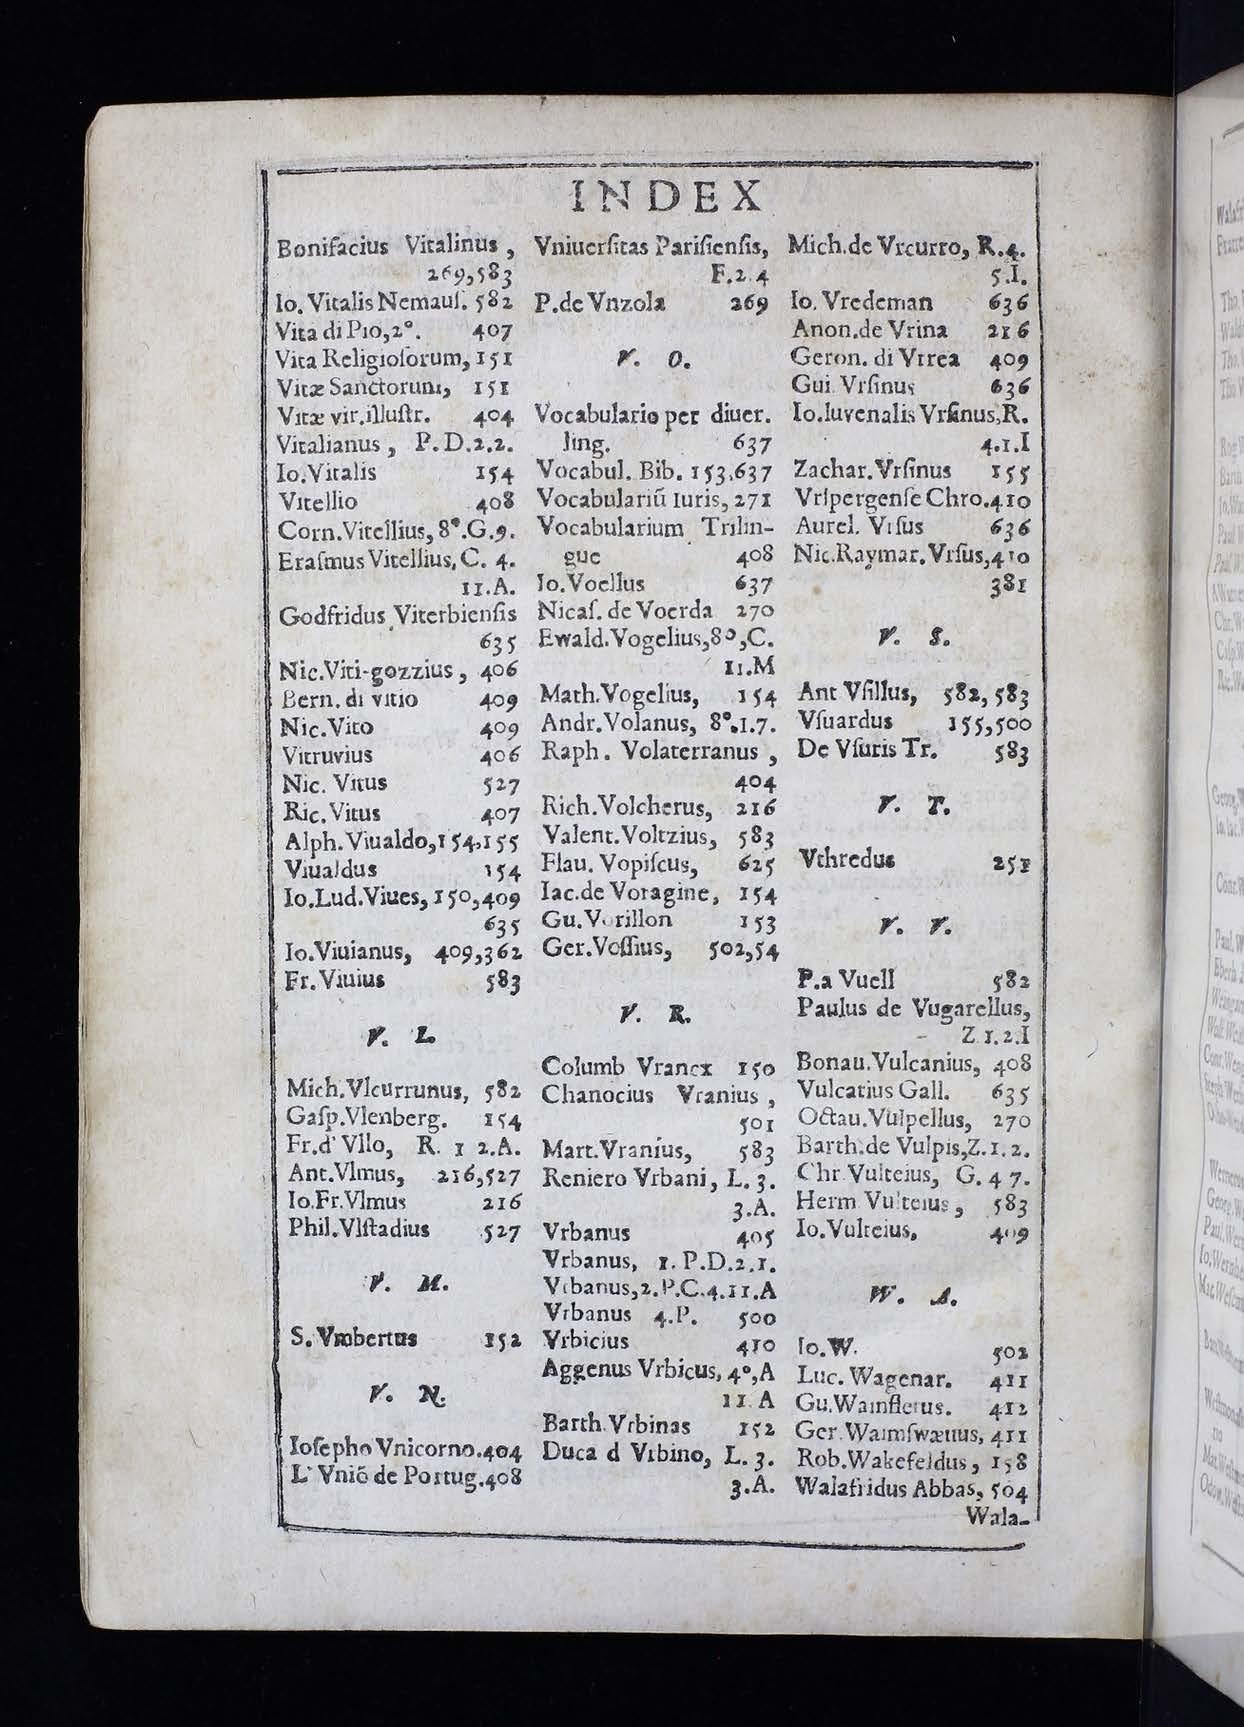 INDEX
Bonifacius Vitalinus,
269,583
Io. Vitalis Nemauſ. 582
Vita di Pio,2°. 407
Vita Religioſorum, 151
Vitæ Sanctorum, 151
Vitæ vir.illuſtr. 404
Vitalianus, P.D.2.2.
Io.Vitalis 154
Vitellio 408
Corn.Vitellius, 8°.G.9.
Eraſmus Vitellius, C. 4.
11.A.
Godfridus Viterbienſis
635
Nic.Viti-gozzius, 406
Bern. di vitio 409
Nic.Vito 409
Vitruvius 406
Nic. Vitus 527
Ric.Vitus 407
Alph.Viualdo,154,155
Viualdus 154
Io.Lud.Viues, 150,409
635
Io.Viuianus, 409,362
Fr.Viuius 583
V. L.
Mich.Vlcurrunus, 582
Gaſp.Vlenberg. 154
Fr.d' Vllo, R. 1 2.A.
Ant.Vlmus, 216,527
Io.Fr.Vlmus 216
Phil.Vlſtadius 527
V. M.
S. Vmbertus 152
V. N.
Ioſepho Vnicorno.404
L' Vniō de Portug.408
Vniuerſitas Pariſienſis,
F.2.4
P.de Vnzola 269
V. O.
Vocabulario per diuer.
ling. 637
Vocabul. Bib. 153,637
Vocabulariū Iuris, 271
Vocabularium Trilin-
gue 408
Io.Voellus 637
Nicaſ. de Voerda 270
Ewald.Vogelius,8°,C.
11.M
Math.Vogelius, 154
Andr.Volanus, 8°.1.7.
Raph. Volaterranus,
404
Rich.Volcherus, 216
Valent.Voltzius, 583
Flau. Vopiſcus, 625
Iac.de Voragine, 154
Gu.Vorillon 153
Ger.Voſſius, 502,54
V. R.
Columb Vrancx 150
Chanocius Vranius,
501
Mart.Vranius, 583
Reniero Vrbani, L.3.
3.A.
Vrbanus 405
Vrbanus, 1.P.D.2.1.
Vrbanus,2.P.C.4.11.A
Vrbanus 4.P. 500
Vrbicius 410
Aggenus Vrbicus, 4°,A
11.A
Barth.Vrbinas 152
Duca d Vrbino, L.3.
3.A.
Mich.de Vrcurro, R.4.
5.I.
Io. Vredeman 636
Anon.de Vrina 216
Geron. di Vrrea 409
Gui Vrſinus 636
Io.Iuvenalis Vrſinus,R.
4.1.I
Zachar.Vrſinus 155
Vrſpergenſe Chro.410
Aurel. Vrſus 636
Nic.Raymar.Vrſus,410
381
V. S.
Ant Vſillus, 582, 583
Vſuardus 155,500
De Vſuris Tr. 583
V. T.
Vthredus 251
V. V.
P.a Vuell 582
Paulus de Vugarellus,
Z 1.2.I
Bonau.Vulcanius, 408
Vulcatius Gall. 635
Octau.Vulpellus, 270
Barth.de Vulpis,Z.1.2.
Chr Vulteius, G. 4 7.
Herm Vulteius, 583
Io.Vulteius, 409
W. A.
Io.W. 502
Luc. Wagenar. 411
Gu.Wainfletus. 412
Ger.Waimſwæuus, 411
Rob.Wakefeldus, 158
Walafridus Abbas, 504
Wala-